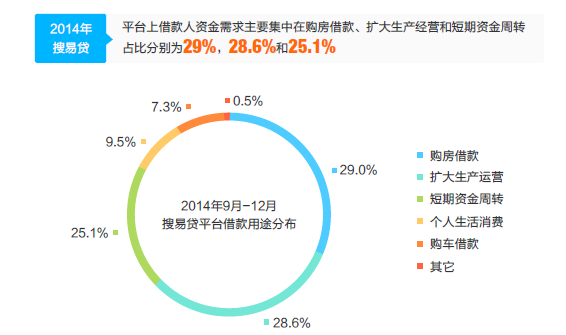 2014年
搜易贷
平台上借款人资金需求主要集中在购房借款、扩大生产经营和短期资金周转
占比分别为29%，28.6%和25.1%
0.5%
7.3%
9.5%
29.0%
25.1%
28.6%
2014年9月-12月
搜易贷平台借款用途分布
购房借款
扩大生产运营
短期资金周转
个人生活消费
购车借款
其它